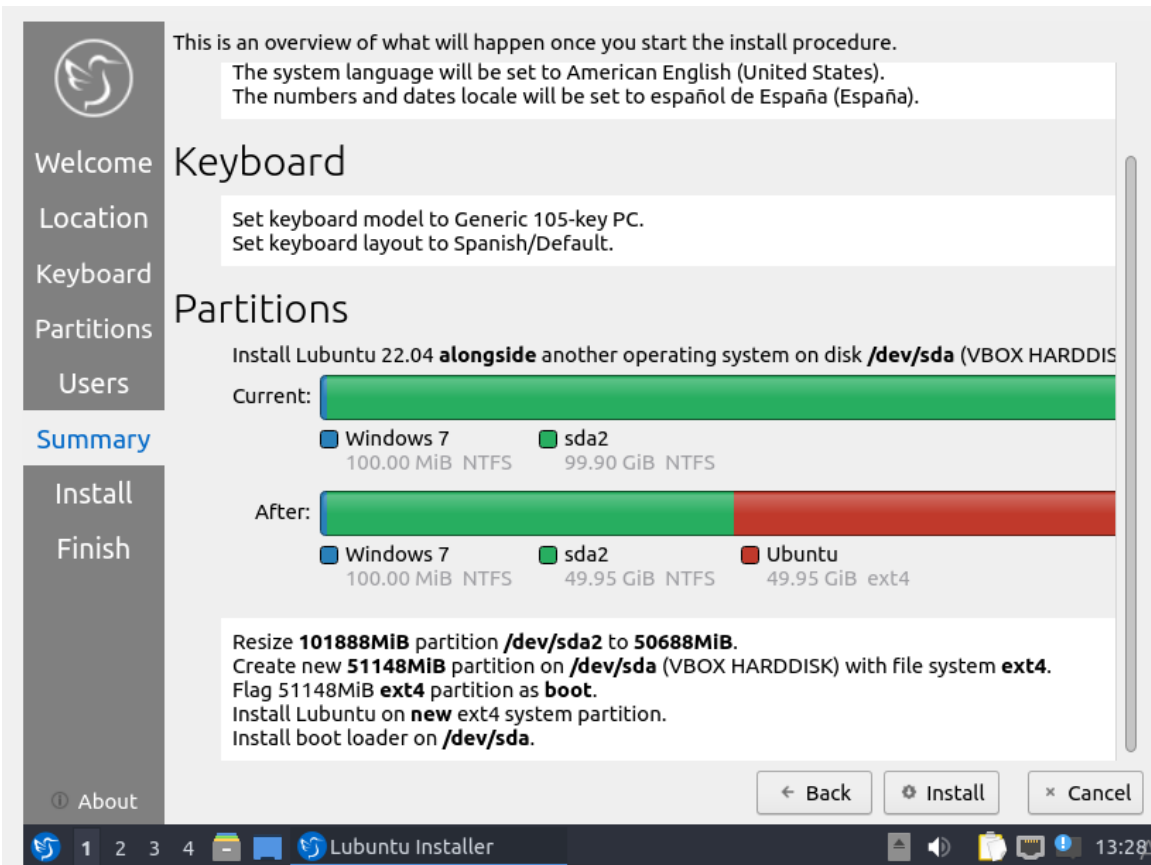 This is an overview of what will happen once you start the install procedure.
The system language will be set to American English (United States).
The numbers and dates locale will be set to español de España (España).
Welcome
Location
Keyboard
Partitions
Users
Summary
Install
Finish
About
Keyboard
Set keyboard model to Generic 105-key PC.
Set keyboard layout to Spanish/Default.
Partitions
Install Lubuntu 22.04 alongside another operating system on disk /dev/sda (VBOX HARDDIS
Current:
Windows 7 sda2
100.00 MiB NTFS 99.90 GiB NTFS
After:
Windows 7 sda2 Ubuntu
100.00 MiB NTFS 49.95 GiB NTFS 49.95 GiB ext4
Resize 101888MiB partition /dev/sda2 to 50688MiB.
Create new 51148MiB partition on /dev/sda (VBOX HARDDISK) with file system ext4.
Flag 51148MiB ext4 partition as boot.
Install Lubuntu on new ext4 system partition.
Install boot loader on /dev/sda.
Back Install Cancel
1 2 3 4 Lubuntu Installer 13:28